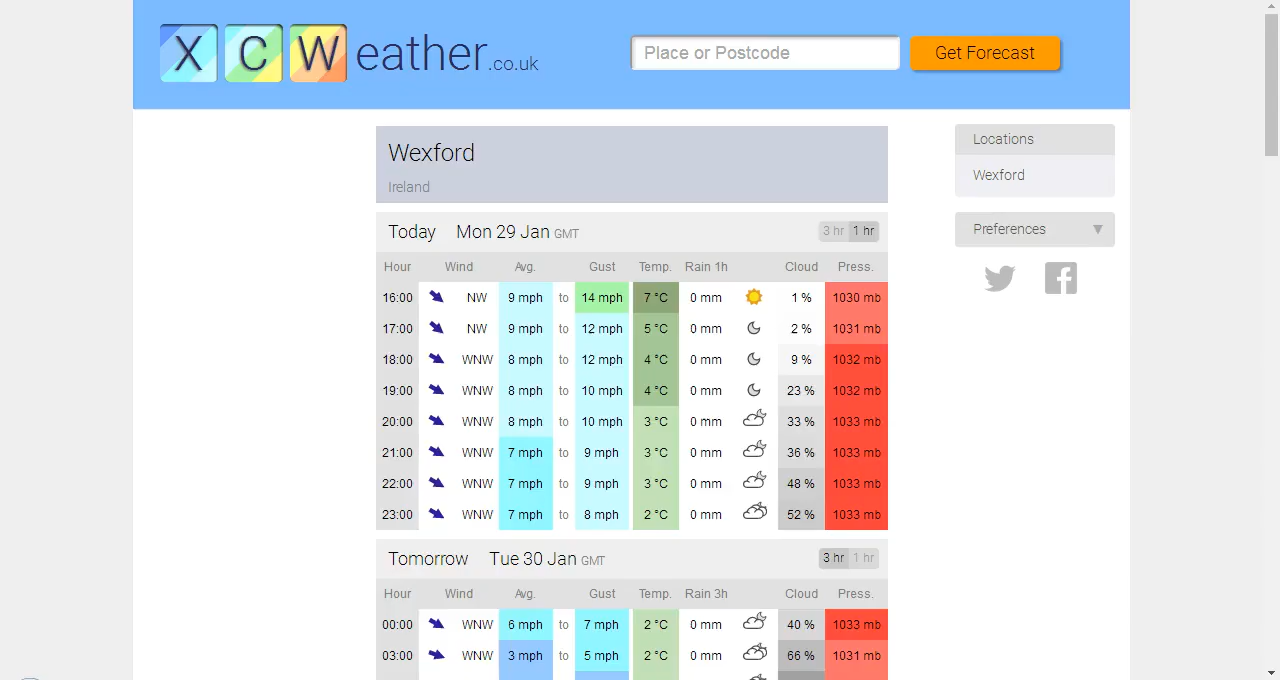 XCWeather.co.uk
Place or Postcode
Get Forecast
Wexford
Ireland
Locations
Wexford
Preferences ▼
Today Mon 29 Jan GMT 3 hr 1 hr
Hour Wind Avg. Gust Temp. Rain 1h Cloud Press.
16:00 NW 9 mph to 14 mph 7 °C 0 mm 1 % 1030 mb
17:00 NW 9 mph to 12 mph 5 °C 0 mm 2 % 1031 mb
18:00 WNW 8 mph to 12 mph 4 °C 0 mm 9 % 1032 mb
19:00 WNW 8 mph to 10 mph 4 °C 0 mm 23 % 1032 mb
20:00 WNW 8 mph to 10 mph 3 °C 0 mm 33 % 1033 mb
21:00 WNW 7 mph to 9 mph 3 °C 0 mm 36 % 1033 mb
22:00 WNW 7 mph to 9 mph 3 °C 0 mm 48 % 1033 mb
23:00 WNW 7 mph to 8 mph 2 °C 0 mm 52 % 1033 mb
Tomorrow Tue 30 Jan GMT 3 hr 1 hr
Hour Wind Avg. Gust Temp. Rain 3h Cloud Press.
00:00 WNW 6 mph to 7 mph 2 °C 0 mm 40 % 1033 mb
03:00 WNW 3 mph to 5 mph 2 °C 0 mm 66 % 1031 mb